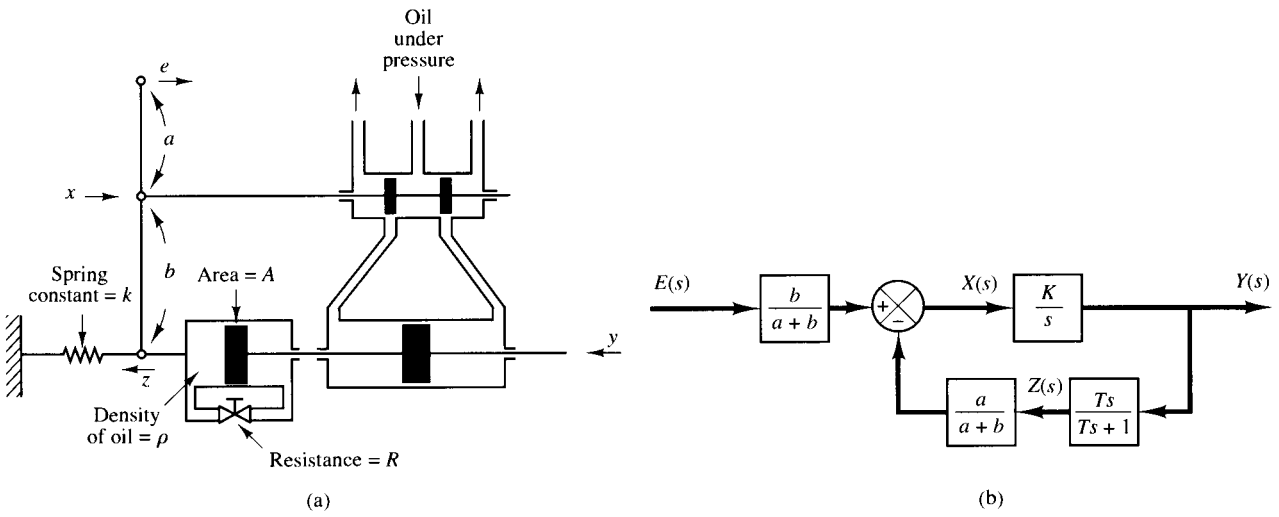 Oil
under
pressure
e
a
x
b
Spring
constant = k
Area = A
y
z
Density
of oil = ρ
Resistance = R
(a)
E(s)
b
a + b
+
−
X(s)
K
s
Y(s)
a
a + b
Z(s)
Ts
Ts + 1
(b)